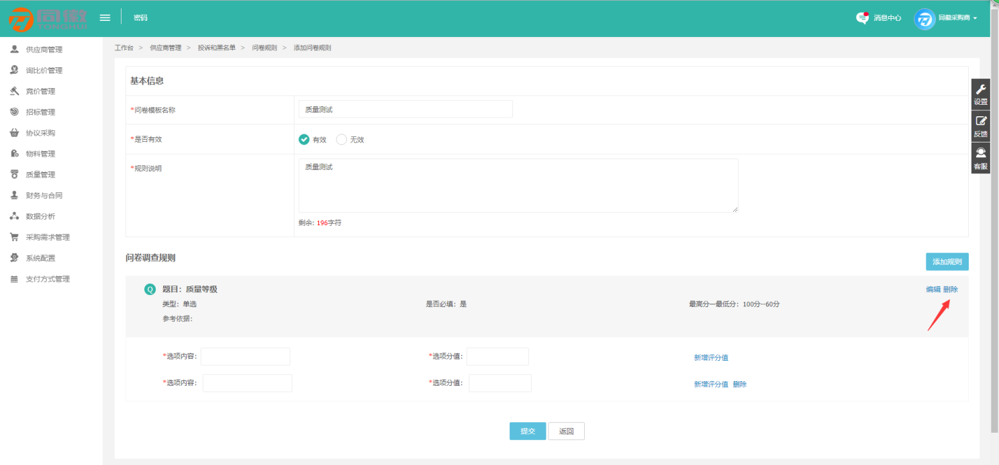 同徽 TONGHUI
密码
消息中心
同徽采购商
供应商管理
询比价管理
竞价管理
招标管理
协议采购
物料管理
质量管理
财务与合同
数据分析
采购需求管理
系统配置
支付方式管理
工作台 > 供应商管理 > 投诉和黑名单 > 问卷规则 > 添加问卷规则
基本信息
*问卷模板名称 质量测试
*是否有效 有效 无效
*规则说明 质量测试
剩余: 196字符
设置
反馈
客服
问卷调查规则 添加规则
Q 题目：质量等级 编辑 删除
类型：单选 是否必填：是 最高分—最低分：100分--60分
参考依据：
*选项内容： *选项分值： 新增评分值
*选项内容： *选项分值： 新增评分值 删除
提交 返回